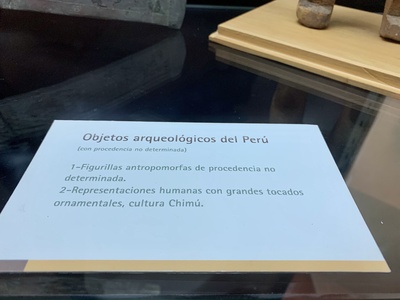 Objetos arqueológicos del Perú
(con procedencia no determinada)
1-Figurillas antropomorfas de procedencia no
determinada.
2-Representaciones humanas con grandes tocados
ornamentales, cultura Chimú.